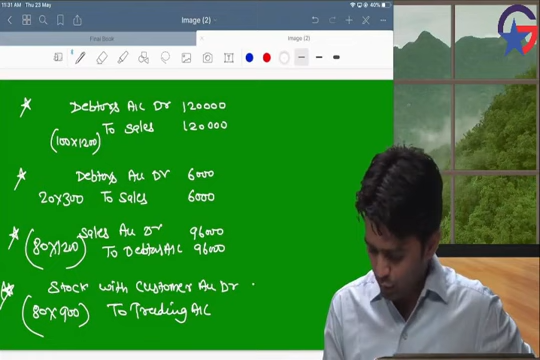 11:31 AM Thu 23 May
40%
Image (2)
Final Stock
Image (2)
Debtors A/c Dr 120000
To Sales 120000
(100x1200)
Debtors A/c Dr 6000
20x300 To Sales 6000
Sales A/c Dr 96000
(80x1200) To Debtors A/c 96000
Stock with Customer A/c Dr
(80x900) To Trading A/c